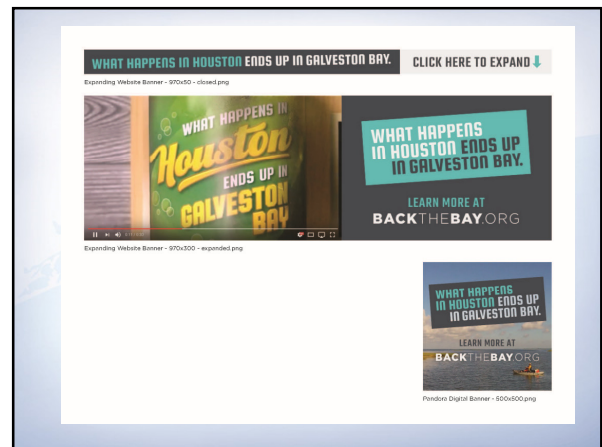 WHAT HAPPENS IN HOUSTON ENDS UP IN GALVESTON BAY. CLICK HERE TO EXPAND
Expanding Website Banner - 970x50 - closed.png
WHAT HAPPENS IN
Houston
ENDS UP IN
GALVESTON
BAY
WHAT HAPPENS
IN HOUSTON ENDS UP
IN GALVESTON BAY.
LEARN MORE AT
BACKTHEBAY.ORG
Expanding Website Banner - 970x300 - expanded.png
WHAT HAPPENS
IN HOUSTON ENDS UP
IN GALVESTON BAY.
LEARN MORE AT
BACKTHEBAY.ORG
Pandora Digital Banner - 500x500.png